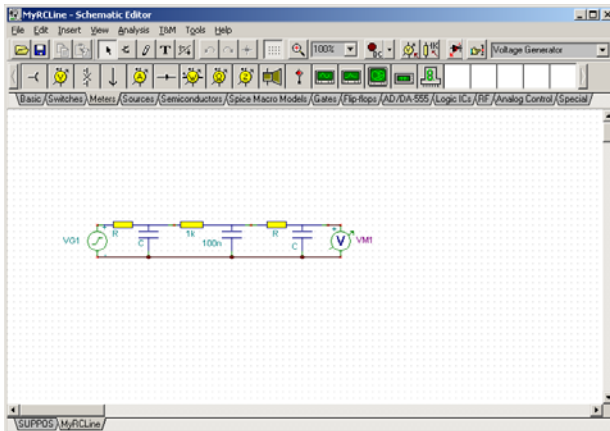 MyRCLine - Schematic Editor
File Edit Insert View Analysis T&M Tools Help
T 100% DC Voltage Generator
Basic Switches Meters Sources Semiconductors Spice Macro Models Gates Flip-flops AD/DA-555 Logic ICs RF Analog Control Special
VG1 R C 1k 100n R C V VM1
SUPPOS MyRCLine